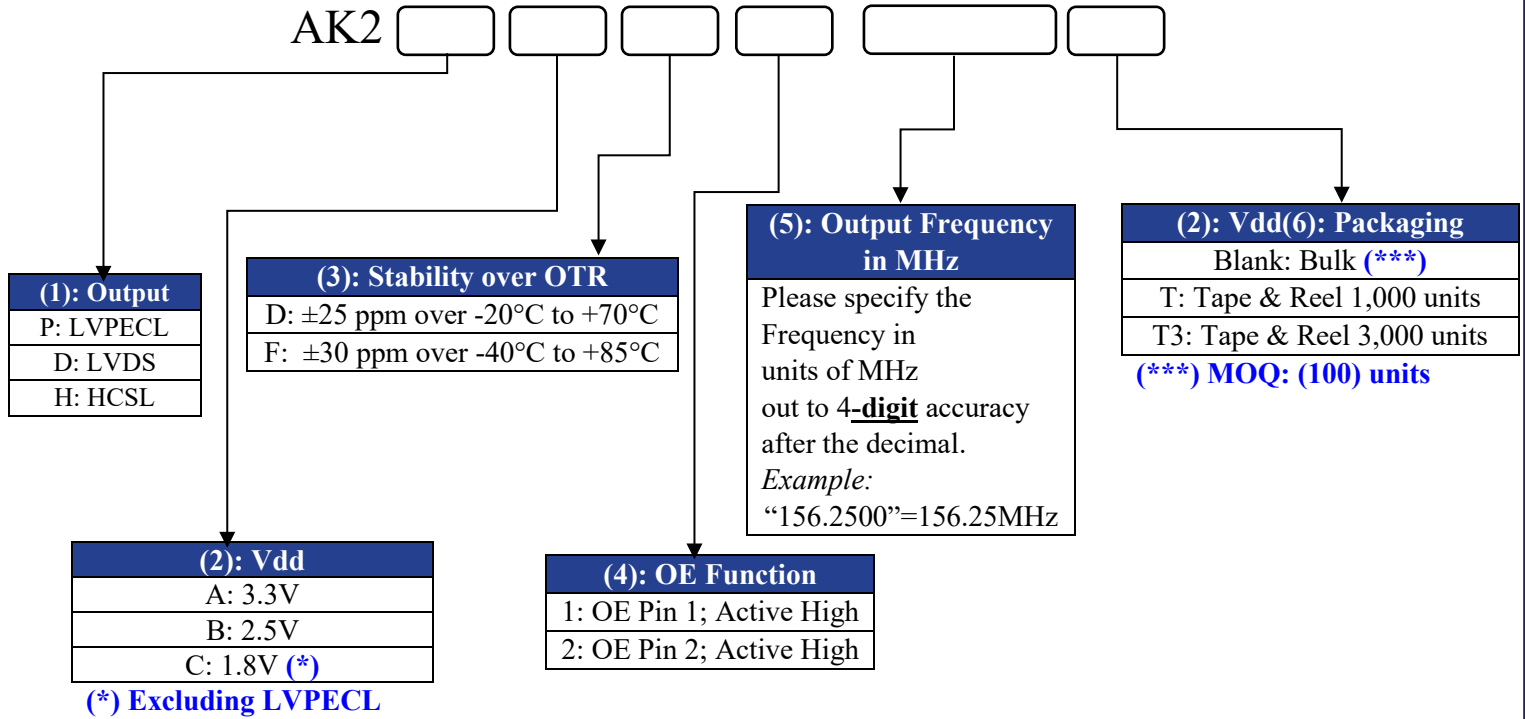 AK2
(1): Output
P: LVPECL
D: LVDS
H: HCSL
(2): Vdd
A: 3.3V
B: 2.5V
C: 1.8V (*)
(*) Excluding LVPECL
(3): Stability over OTR
D: ±25 ppm over -20°C to +70°C
F: ±30 ppm over -40°C to +85°C
(4): OE Function
1: OE Pin 1; Active High
2: OE Pin 2; Active High
(5): Output Frequency
in MHz
Please specify the
Frequency in
units of MHz
out to 4-digit accuracy
after the decimal.
Example:
“156.2500”=156.25MHz
(2): Vdd(6): Packaging
Blank: Bulk (***)
T: Tape & Reel 1,000 units
T3: Tape & Reel 3,000 units
(***) MOQ: (100) units